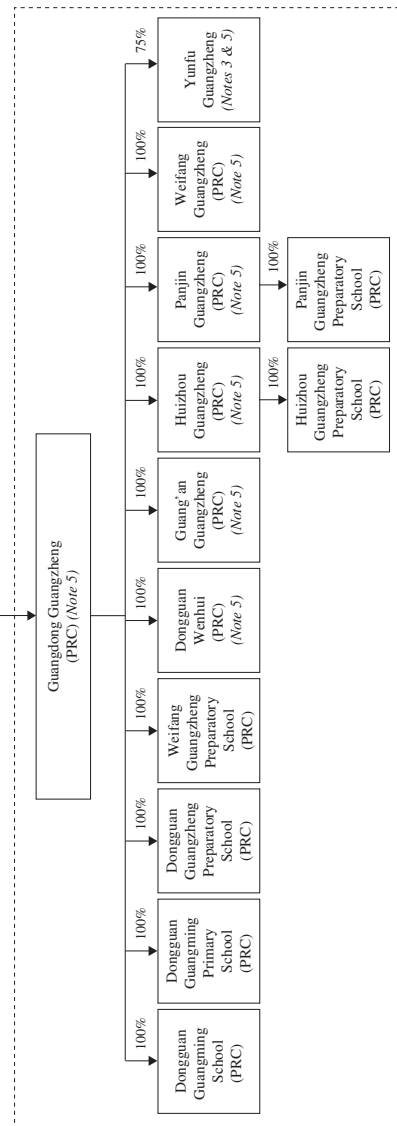 Guangdong Guangzheng
(PRC) (Note 5)
100%
Dongguan
Guangming
School
(PRC)
100%
Dongguan
Guangming
Primary
School
(PRC)
100%
Dongguan
Guangzheng
Preparatory
School
(PRC)
100%
Weifang
Guangzheng
Preparatory
School
(PRC)
100%
Dongguan
Wenhui
(PRC)
(Note 5)
100%
Guang'an
Guangzheng
(PRC)
(Note 5)
100%
Huizhou
Guangzheng
(PRC)
(Note 5)
100%
Panjin
Guangzheng
(PRC)
(Note 5)
100%
Weifang
Guangzheng
(PRC)
(Note 5)
75%
Yunfu
Guangzheng
(Notes 3 & 5)
100%
Huizhou
Guangzheng
Preparatory
School
(PRC)
100%
Panjin
Guangzheng
Preparatory
School
(PRC)